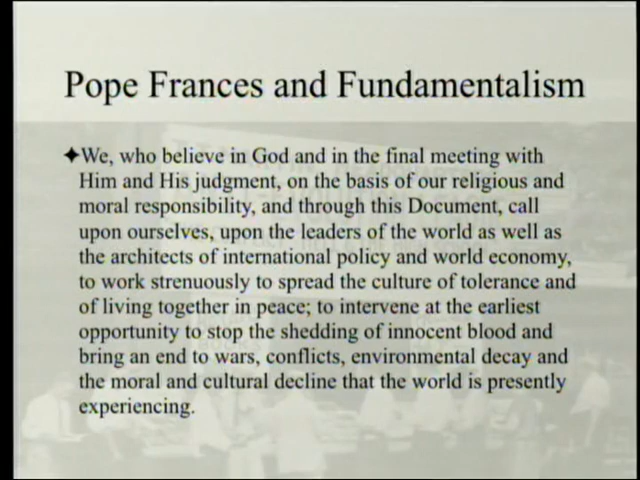 Pope Frances and Fundamentalism
✦We, who believe in God and in the final meeting with
Him and His judgment, on the basis of our religious and
moral responsibility, and through this Document, call
upon ourselves, upon the leaders of the world as well as
the architects of international policy and world economy,
to work strenuously to spread the culture of tolerance and
of living together in peace; to intervene at the earliest
opportunity to stop the shedding of innocent blood and
bring an end to wars, conflicts, environmental decay and
the moral and cultural decline that the world is presently
experiencing.